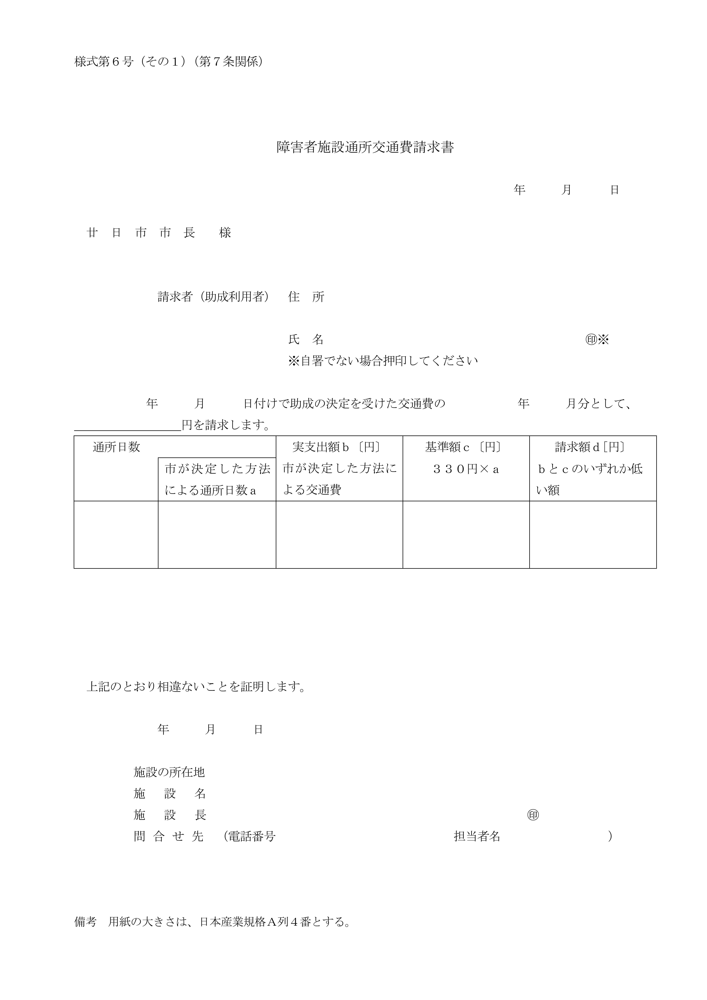 様式第６号（その１）（第７条関係）
障害者施設通所交通費請求書
年　　　月　　　日
廿　日　市　市　長　　様
請求者（助成利用者）　住　所
氏　名　　　　　　　　　　　　　　　　　　　　　　㊞※
※自署でない場合押印してください
年　　　月　　　日付けで助成の決定を受けた交通費の　　　　　　年　　　月分として、
＿＿＿＿＿＿＿＿＿円を請求します。
通所日数
市が決定した方法
による通所日数ａ
実支出額ｂ〔円〕
市が決定した方法に
よる交通費
基準額ｃ〔円〕
３３０円×ａ
請求額ｄ[円〕
ｂとｃのいずれか低
い額
上記のとおり相違ないことを証明します。
年　　　月　　　日
施設の所在地
施　設　名
施　設　長　　　　　　　　　　　　　　　　　　　　　　　　　　　㊞
問 合 せ 先　（電話番号　　　　　　　　　　　　　　　担当者名　　　　　　　　　）
備考　用紙の大きさは、日本産業規格Ａ列４番とする。